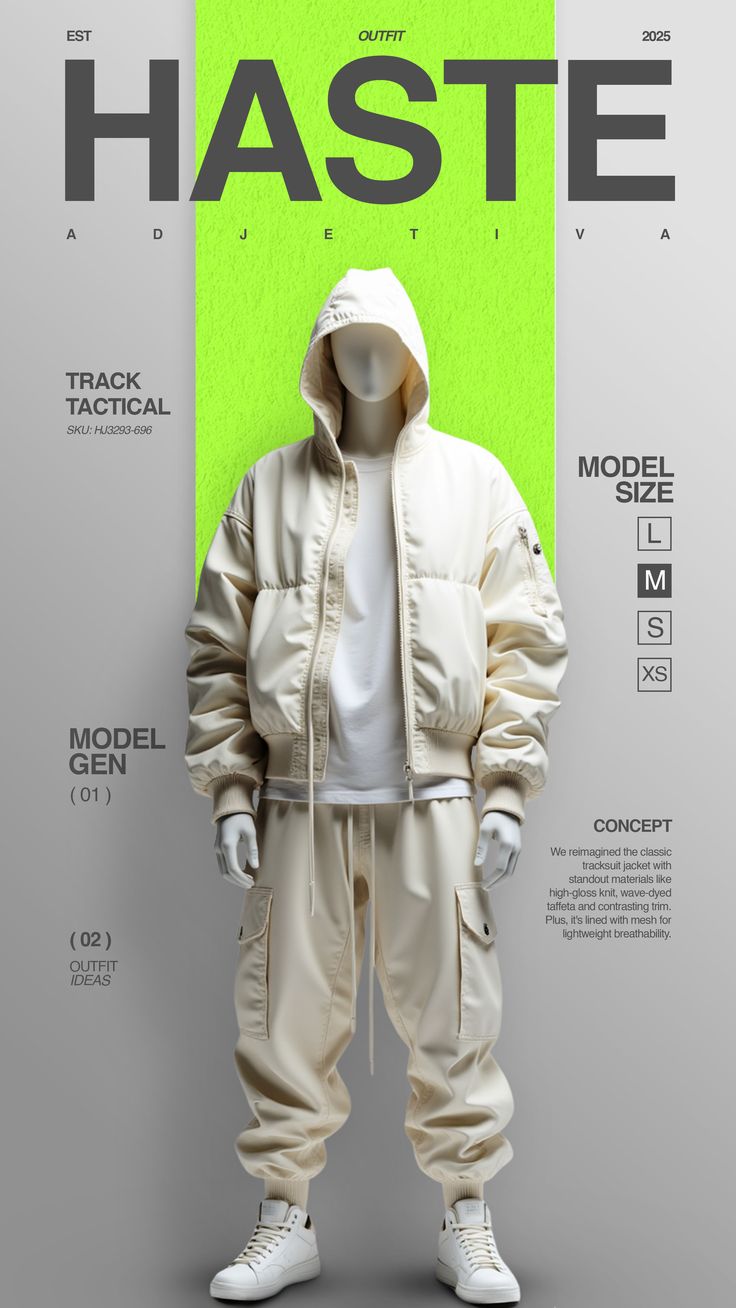 EST
OUTFIT
2025
HASTE
A D J E T I V A
TRACK
TACTICAL
SKU: HJ3293-696
MODEL
SIZE
L
M
S
XS
MODEL
GEN
( 01 )
CONCEPT
We reimagined the classic
tracksuit jacket with
standout materials like
high-gloss knit, wave-dyed
taffeta and contrasting trim.
Plus, it's lined with mesh for
lightweight breathability.
( 02 )
OUTFIT
IDEAS